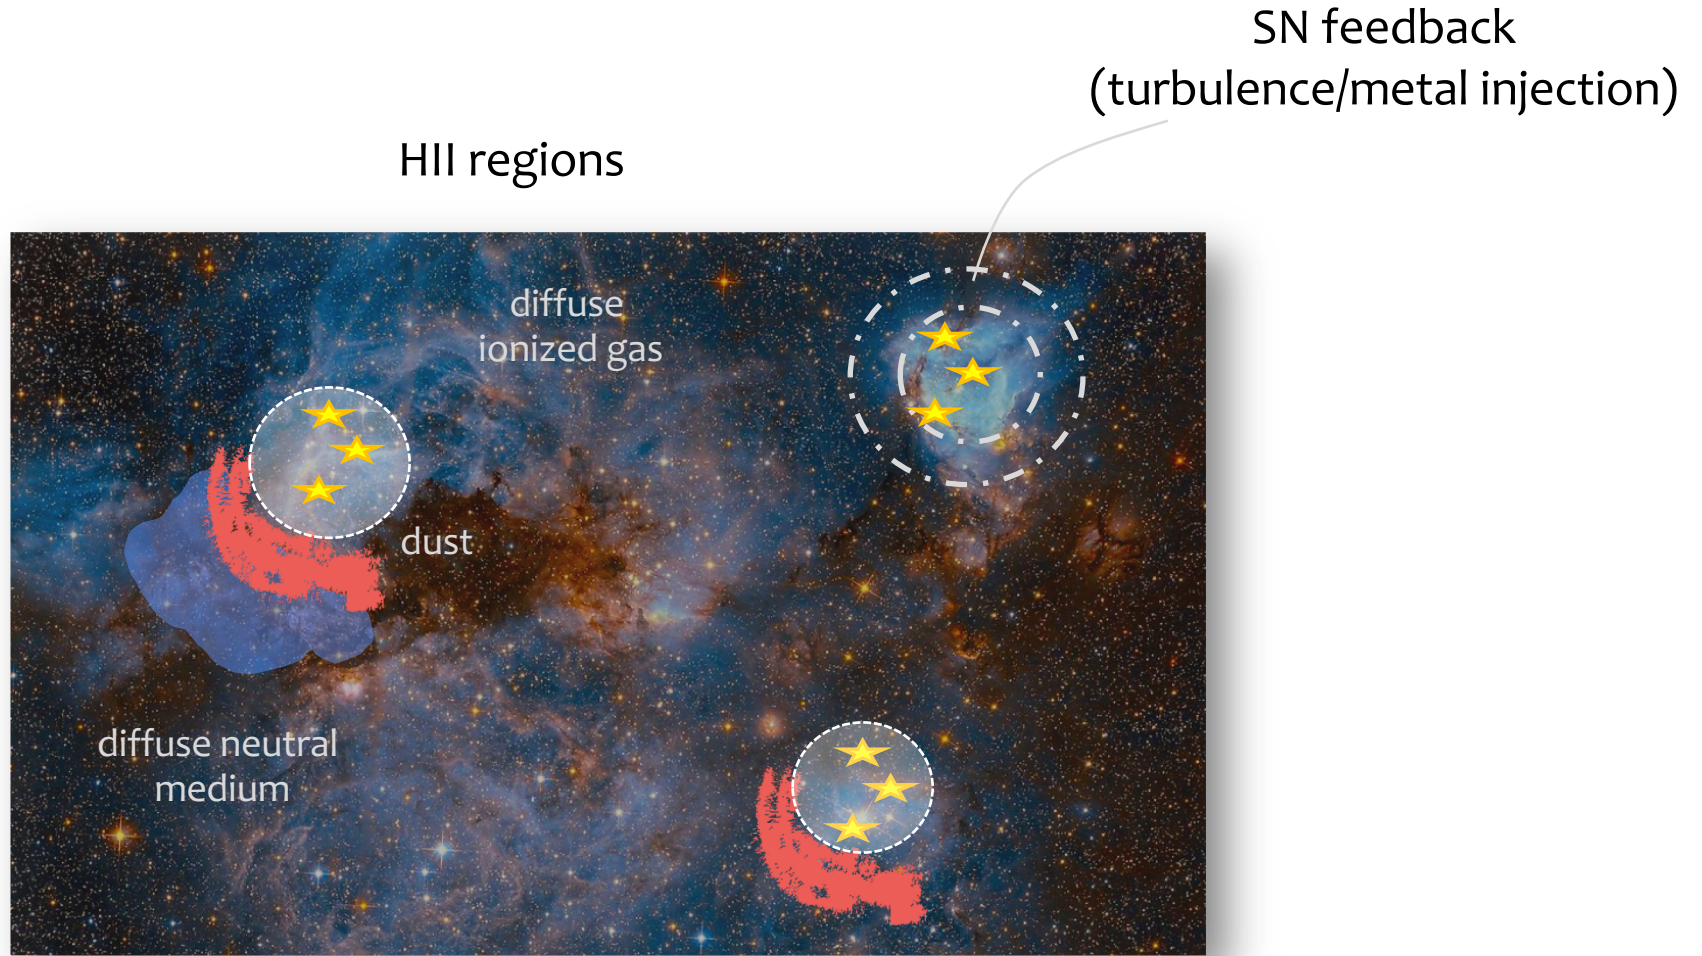 SN feedback
(turbulence/metal injection)
HII regions
diffuse
ionized gas
dust
diffuse neutral
medium